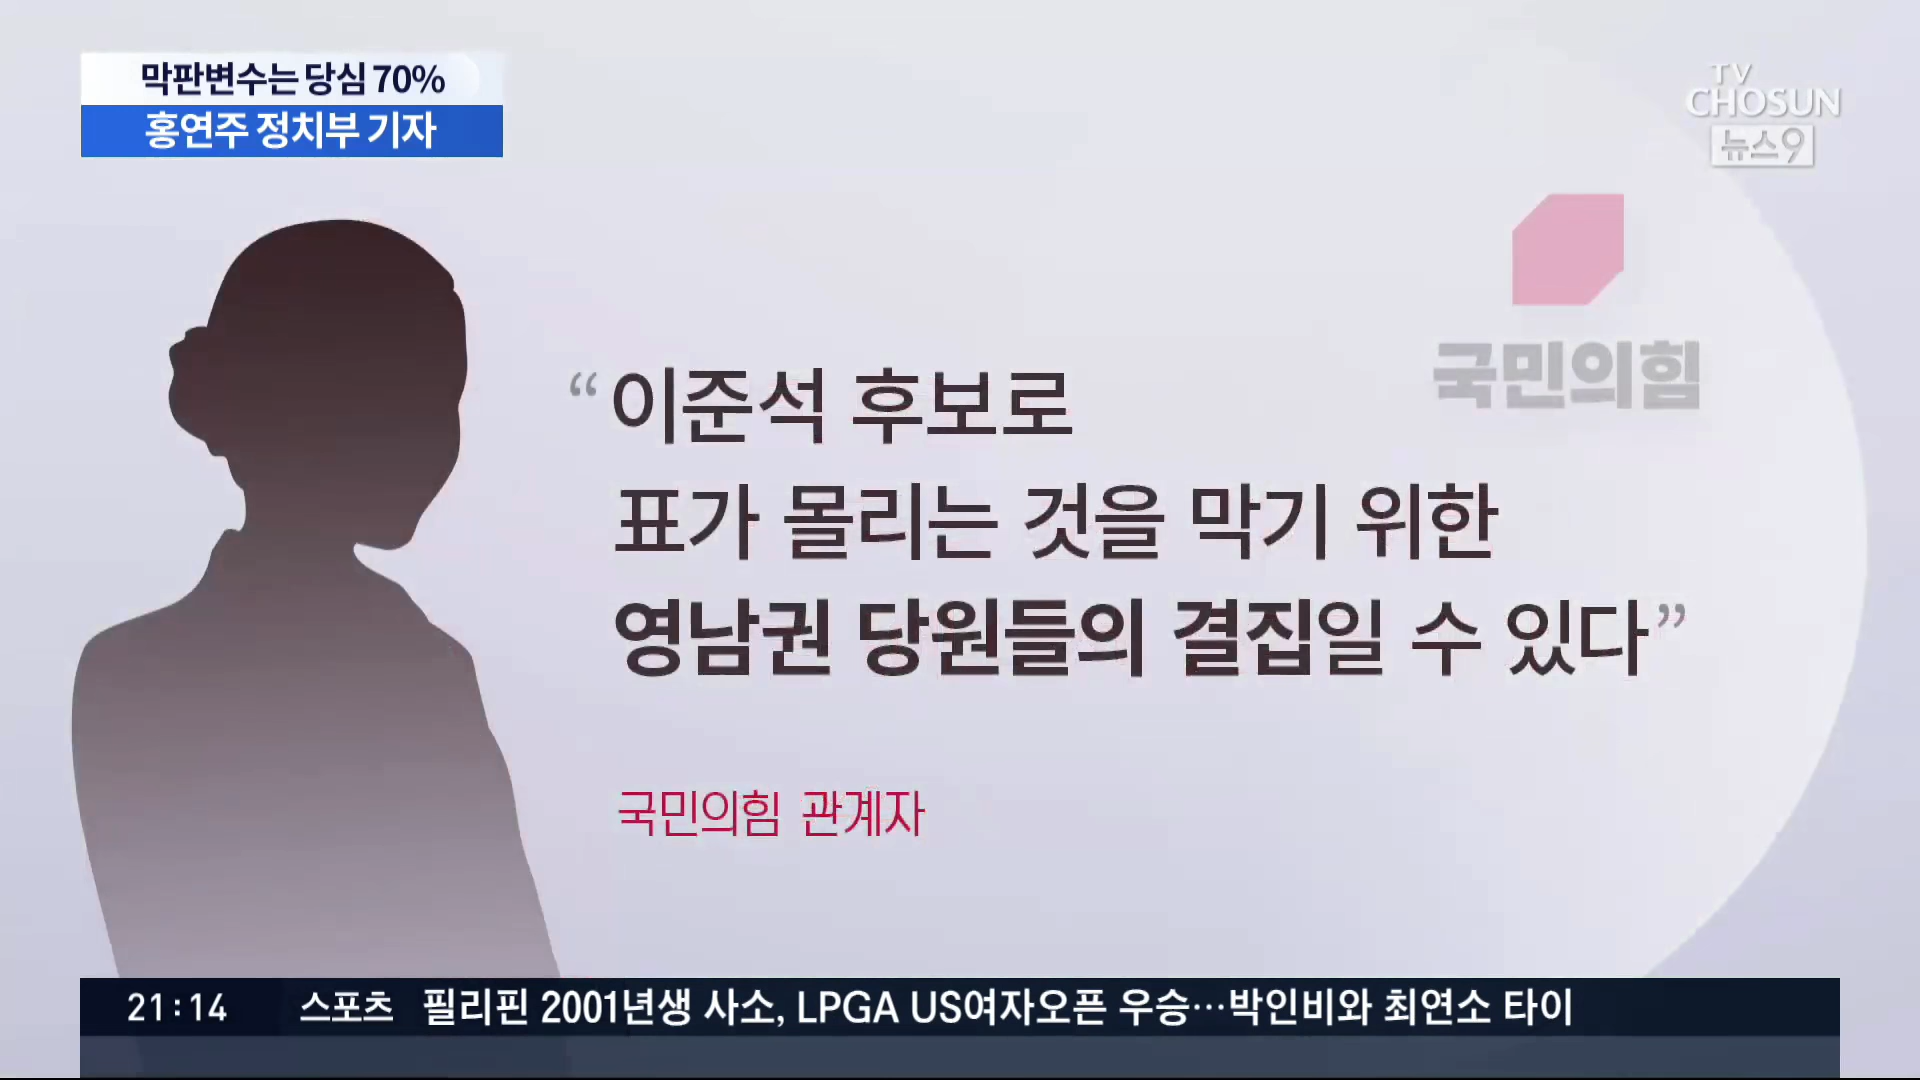 막판변수는 당심 70%
홍연주 정치부 기자
TV
CHOSUN
뉴스9
국민의힘
“이준석 후보로
표가 몰리는 것을 막기 위한
영남권 당원들의 결집일 수 있다”
국민의힘 관계자
21:14 스포츠 필리핀 2001년생 사소, LPGA US여자오픈 우승…박인비와 최연소 타이